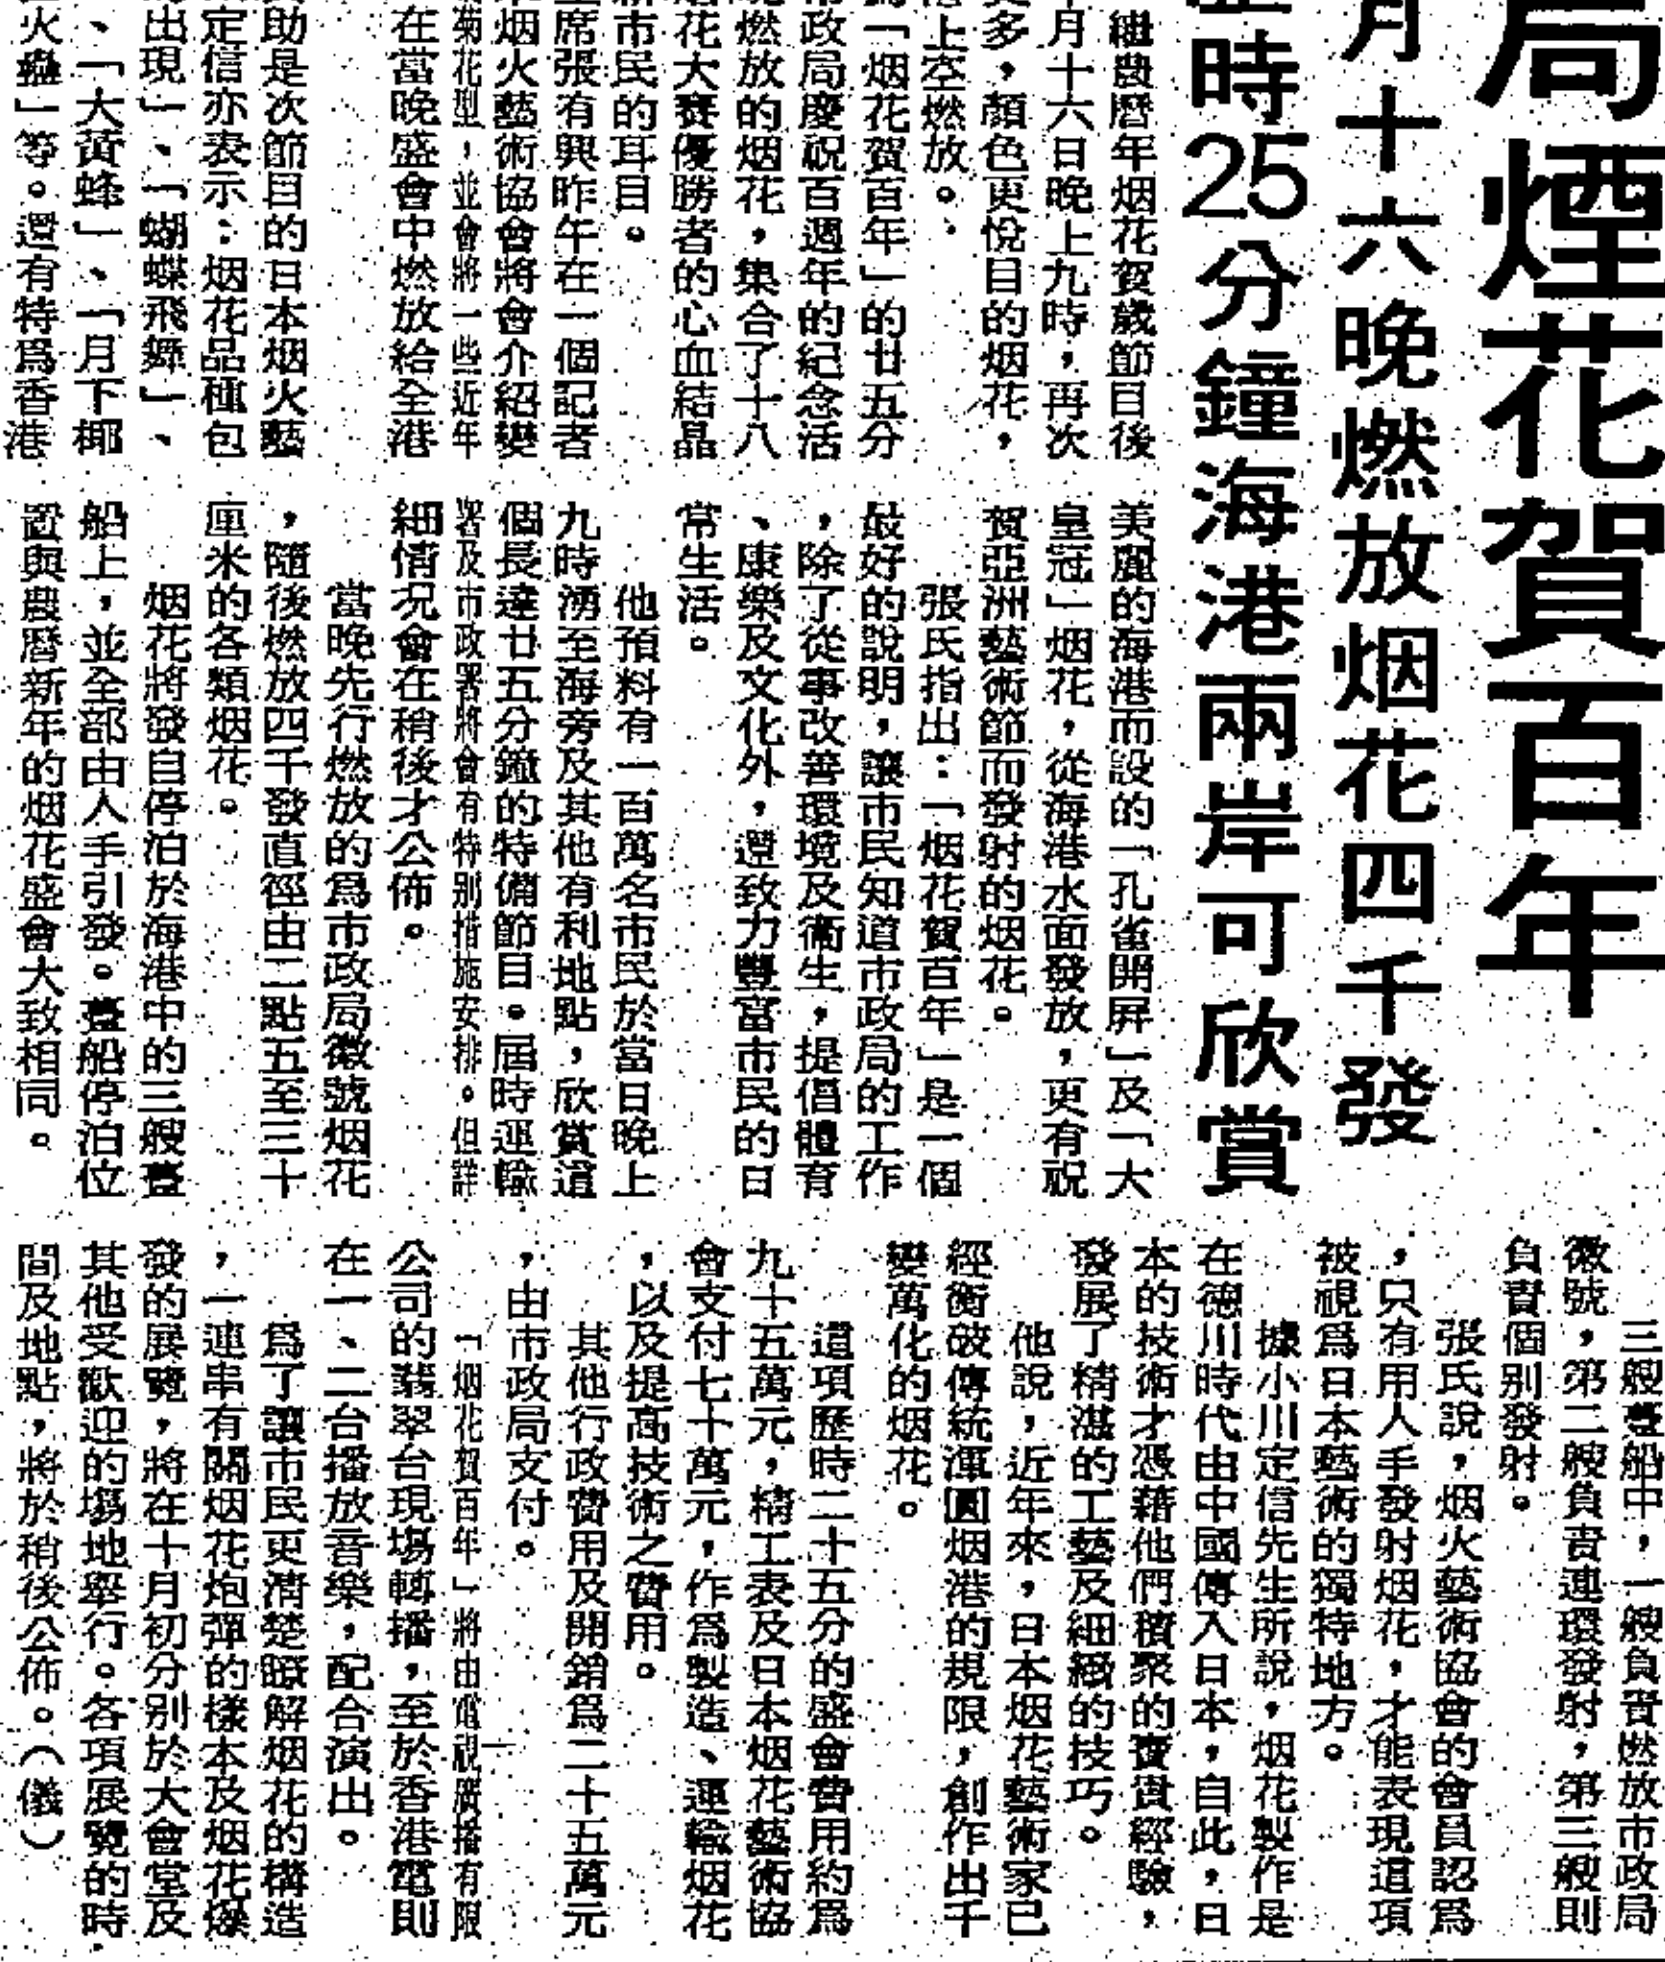 局煙花賀百年
月十六晚燃放烟花四千發
時25分鐘海港兩岸可欣賞
繼農曆年烟花賀歲節目後
月十六日晚上九時，再次
更多，顏色更悅目的烟花，
上空燃放。
「烟花賀百年」的廿五分
市政局慶祝百週年的紀念活
燃放的烟花，集合了十八
烟花大賽優勝者的心血結晶
新市民的耳目。
主席張有興昨午在一個記者
烟火藝術協會將會介紹變
菊花型，並會將一些近年
在當晚盛會中燃放給全港
助是次節目的日本烟火藝
定信亦表示：烟花品種包
出現」、「蝴蝶飛舞」、
、「大黃蜂」、「月下椰
火蟲」等。還有特爲香港
美麗的海港而設的「孔雀開屏」及「大
皇冠」烟花，從海港水面發放，更有祝
賀亞洲藝術節而發射的烟花。
張氏指出：「烟花賀百年」是一個
最好的說明，讓市民知道市政局的工作
，除了從事改善環境及衞生，提倡體育
、康樂及文化外，還致力豐富市民的日
常生活。
他預料有一百萬名市民於當日晚上
九時湧至海旁及其他有利地點，欣賞這
個長達廿五分鐘的特備節目。屆時運輸
署及市政署將會有特别措施安排。但詳
細情况會在稍後才公佈。
當晚先行燃放的爲市政局徽號烟花
，隨後燃放四千發直徑由二點五至三十
厘米的各類烟花。
烟花將發自停泊於海港中的三艘躉
船上，並全部由人手引發。躉船停泊位
置與農曆新年的烟花盛會大致相同。
三艘躉船中，一艘負責燃放市政局
徽號，第二艘負責連環發射，第三艘則
負責個别發射。
張氏說，烟火藝術協會的會員認爲
，只有用人手發射烟花，才能表現這項
被視爲日本藝術的獨特地方。
據小川定信先生所說，烟花製作是
在德川時代由中國傳入日本，自此，日
本的技術才憑藉他們積聚的寶貴經驗，
發展了精湛的工藝及細緻的技巧。
他說，近年來，日本烟花藝術家已
經衝破傳統渾圓烟港的規限，創作出千
變萬化的烟花。
這項歷時二十五分的盛會費用約爲
九十五萬元，精工表及日本烟花藝術協
會支付七十萬元，作爲製造、運輸烟花
，以及提高技術之費用。
其他行政費用及開銷爲二十五萬元
，由市政局支付。
「烟花賀百年」將由電視廣播有限
公司的翡翠台現場轉播，至於香港電則
在一、二台播放音樂，配合演出。
爲了讓市民更清楚瞭解烟花的構造
，一連串有關烟花炮彈的樣本及烟花爆
發的展覽，將在十月初分别於大會堂及
其他受歡迎的場地舉行。各項展覽的時
間及地點，將於稍後公佈。（儀）